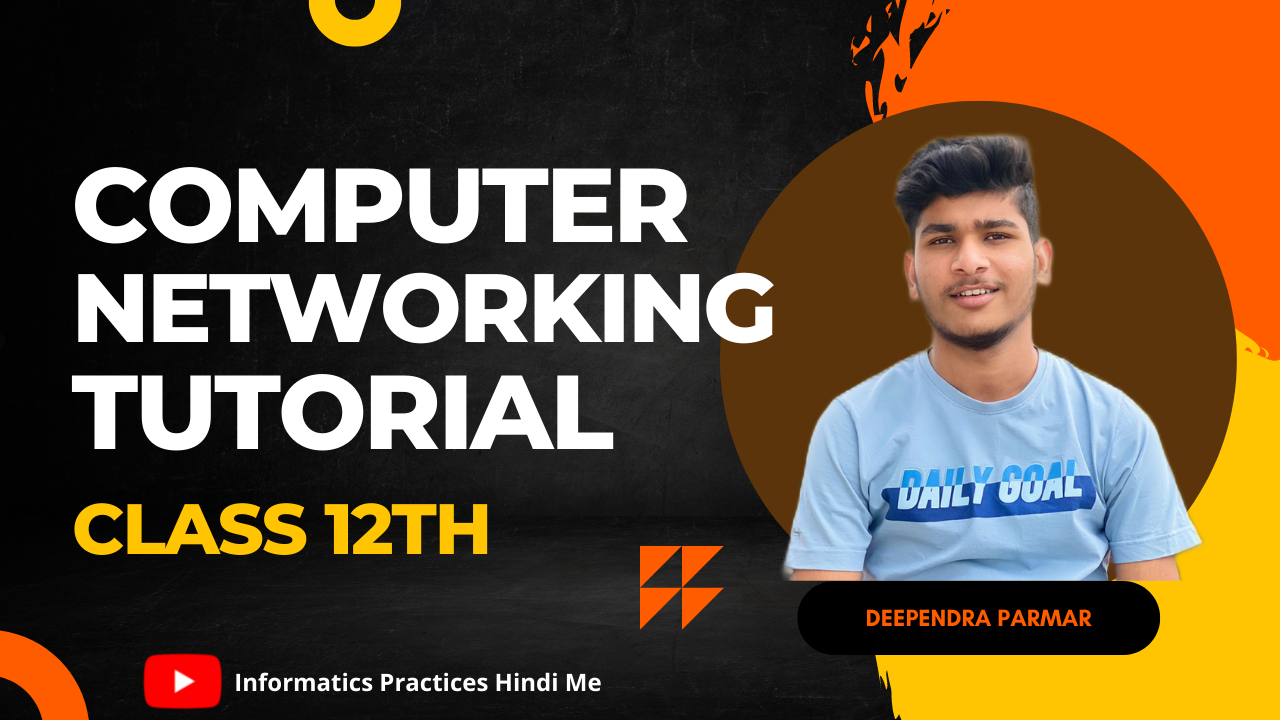 COMPUTER
NETWORKING
TUTORIAL
CLASS 12TH
DAILY GOAL
DEEPENDRA PARMAR
Informatics Practices Hindi Me